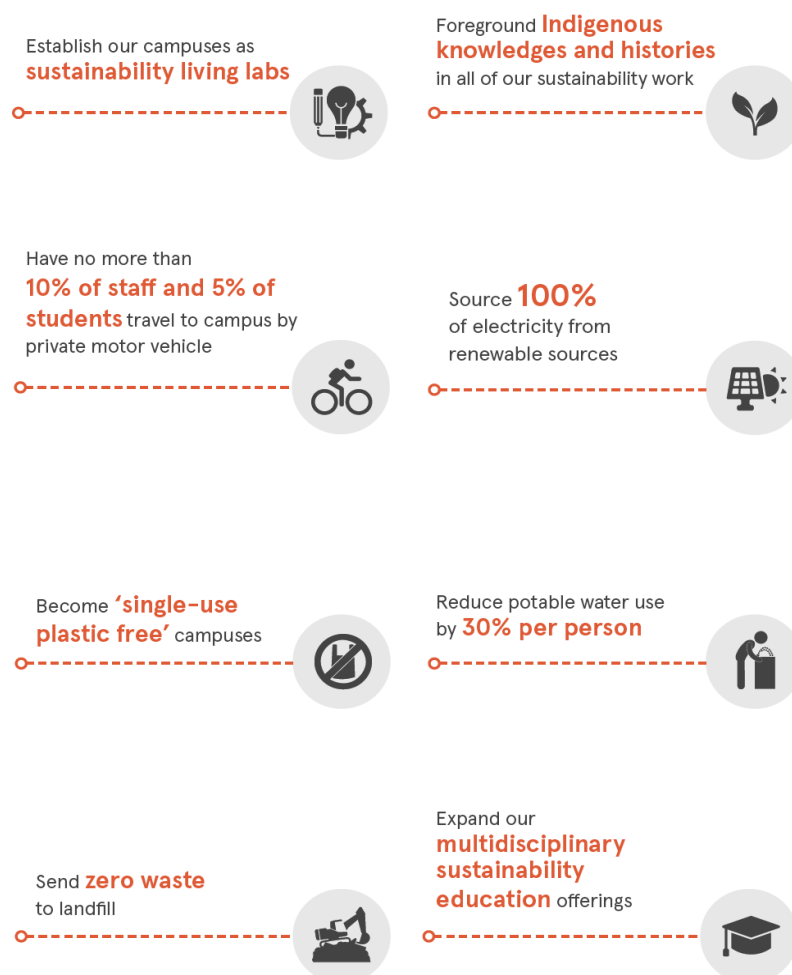 Establish our campuses as
sustainability living labs
Foreground Indigenous
knowledges and histories
in all of our sustainability work
Have no more than
10% of staff and 5% of
students travel to campus by
private motor vehicle
Source 100%
of electricity from
renewable sources
Become ‘single-use
plastic free’ campuses
Reduce potable water use
by 30% per person
Send zero waste
to landfill
Expand our
multidisciplinary
sustainability
education offerings